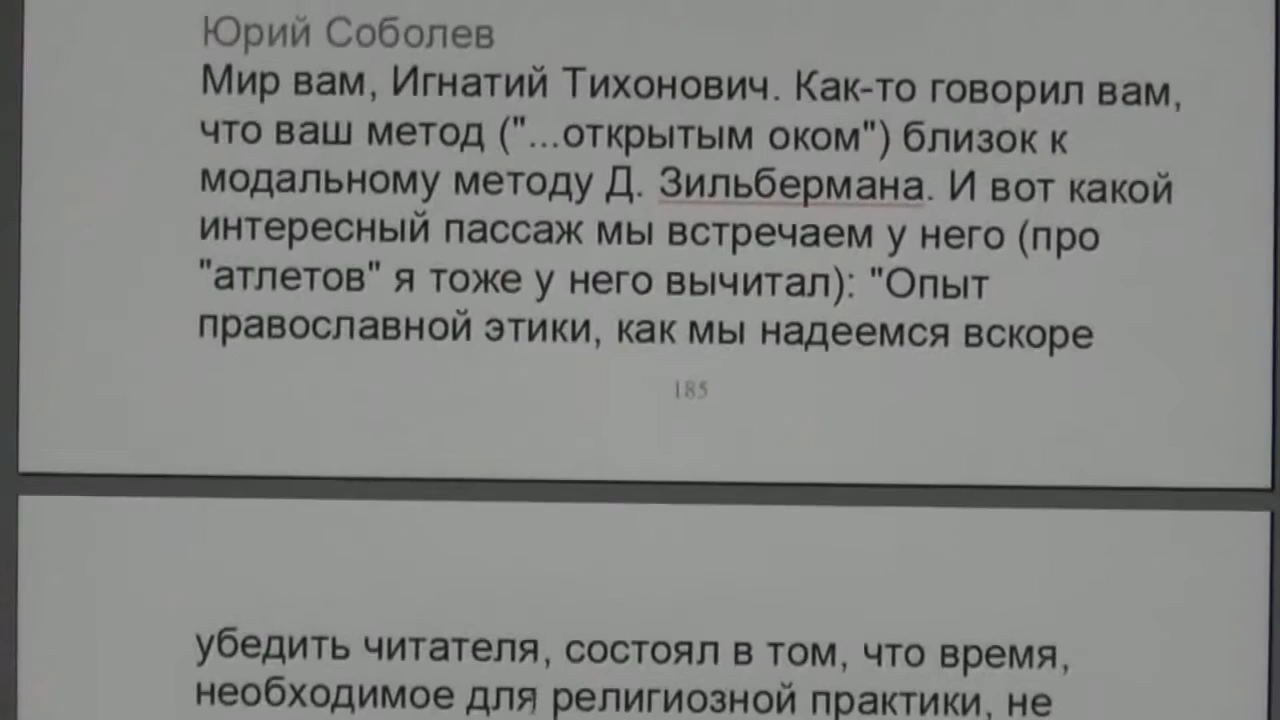 Юрий Соболев
Мир вам, Игнатий Тихонович. Как-то говорил вам,
что ваш метод ("...открытым оком") близок к
модальному методу Д. Зильбермана. И вот какой
интересный пассаж мы встречаем у него (про
"атлетов" я тоже у него вычитал): "Опыт
православной этики, как мы надеемся вскоре
185
убедить читателя, состоял в том, что время,
необходимое для религиозной практики, не